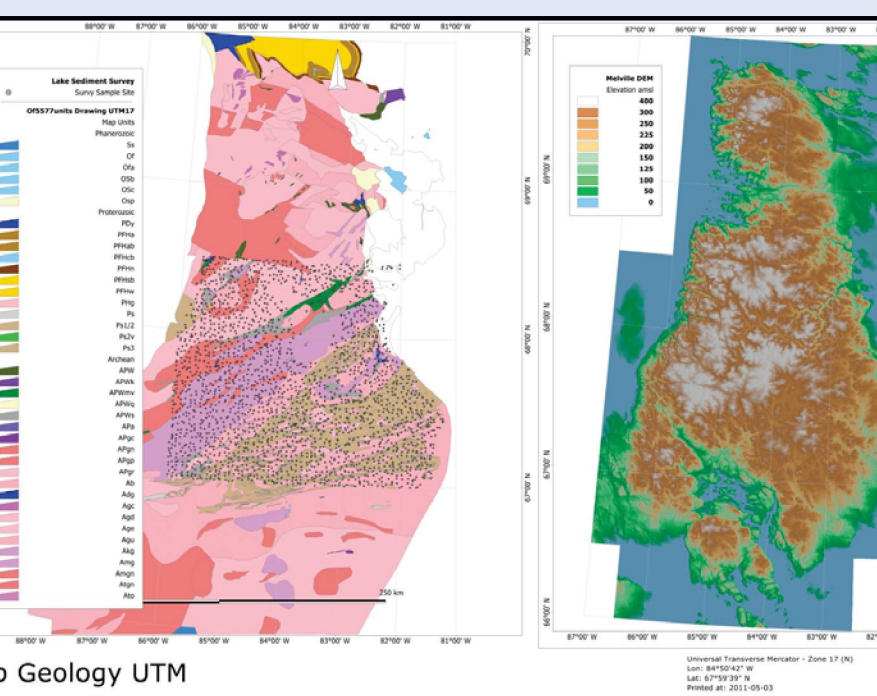 88°00' W 87°00' W 86°00' W 85°00' W 84°00' W 83°00' W 82°00' W 81°00' W
Lake Sediment Survey
Survy Sample Site
Of5577units Drawing UTM17
Map Units
Phanerozoic
Ss
Of
Ofa
OSb
OSc
Osp
Proterozoic
PDy
PFHa
PFHab
PFHcb
PFHn
PFHsb
PFHw
PHg
Ps
Ps1/2
Ps2v
Ps3
Archean
APW
APWk
APWmv
APWq
APWs
APa
APgc
APgn
APgp
APgr
Ab
Adg
Agc
Agd
Age
Agu
Akg
Amg
Amgn
Atgn
Ato
250 km
88°00' W 87°00' W 86°00' W 85°00' W 84°00' W 83°00' W 82°00' W 81°00' W
70°00' N
69°00' N
68°00' N
67°00' N
Geology UTM
87°00' W 86°00' W 85°00' W 84°00' W 83°00' W
Melville DEM
Elevation amsl
400
300
250
225
200
150
125
100
50
0
69°00' N
68°00' N
67°00' N
66°00' N
87°00' W 86°00' W 85°00' W 84°00' W 83°00' W 82°
Universal Transverse Mercator - Zone 17 (N)
Lon: 84°50'42" W
Lat: 67°59'39" N
Printed at: 2011-05-03